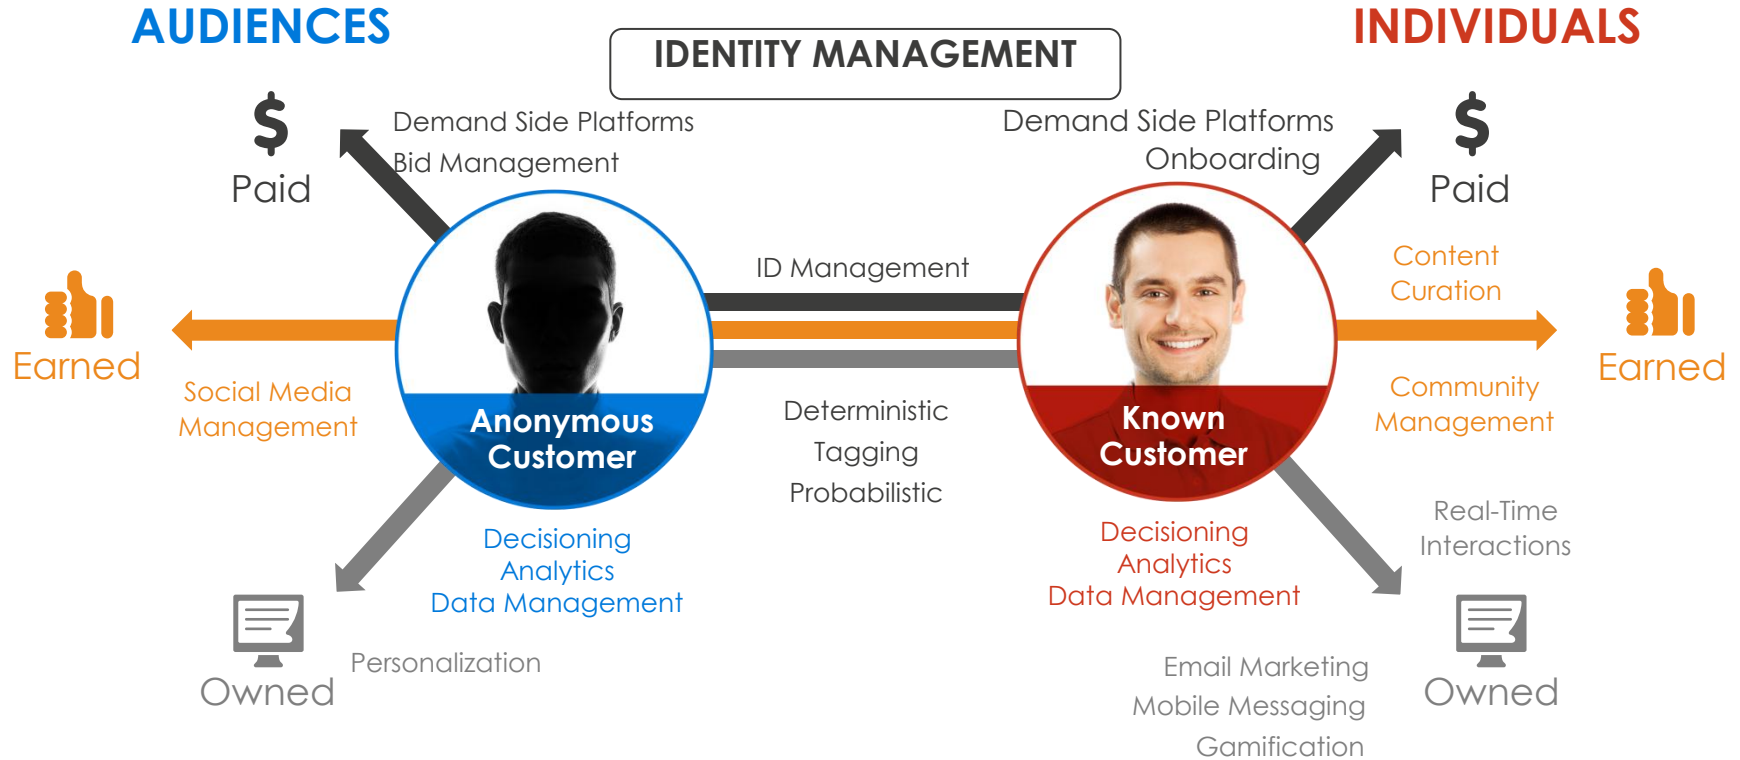 AUDIENCES
IDENTITY MANAGEMENT
INDIVIDUALS
Paid
Demand Side Platforms
Bid Management
Demand Side Platforms
Onboarding
Paid
Earned
Social Media
Management
ID Management
Content
Curation
Earned
Community
Management
Anonymous
Customer
Deterministic
Tagging
Probabilistic
Known
Customer
Decisioning
Analytics
Data Management
Decisioning
Analytics
Data Management
Real-Time
Interactions
Owned
Personalization
Email Marketing
Mobile Messaging
Gamification
Owned